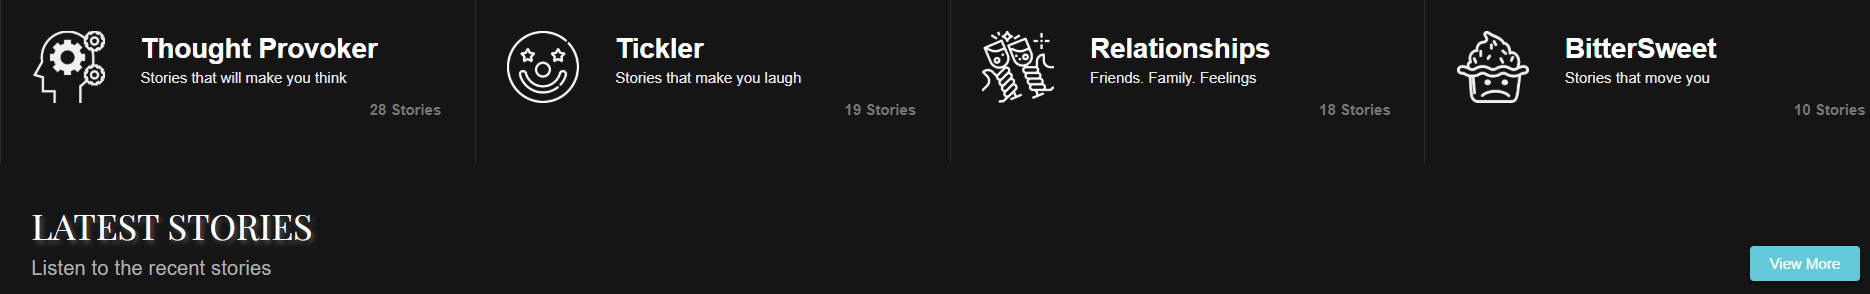 Thought Provoker
Stories that will make you think
28 Stories
Tickler
Stories that make you laugh
19 Stories
Relationships
Friends. Family. Feelings
18 Stories
BitterSweet
Stories that move you
10 Stories
LATEST STORIES
Listen to the recent stories
View More